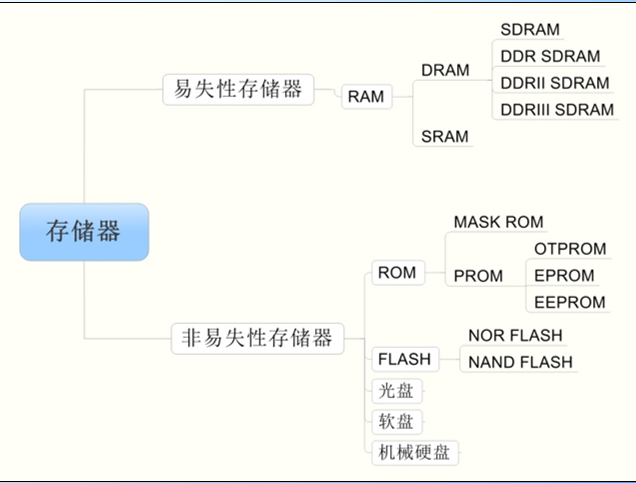 存储器
易失性存储器
RAM
DRAM
SDRAM
DDR SDRAM
DDRII SDRAM
DDRIII SDRAM
SRAM
非易失性存储器
ROM
MASK ROM
PROM
OTPROM
EPROM
EEPROM
FLASH
NOR FLASH
NAND FLASH
光盘
软盘
机械硬盘